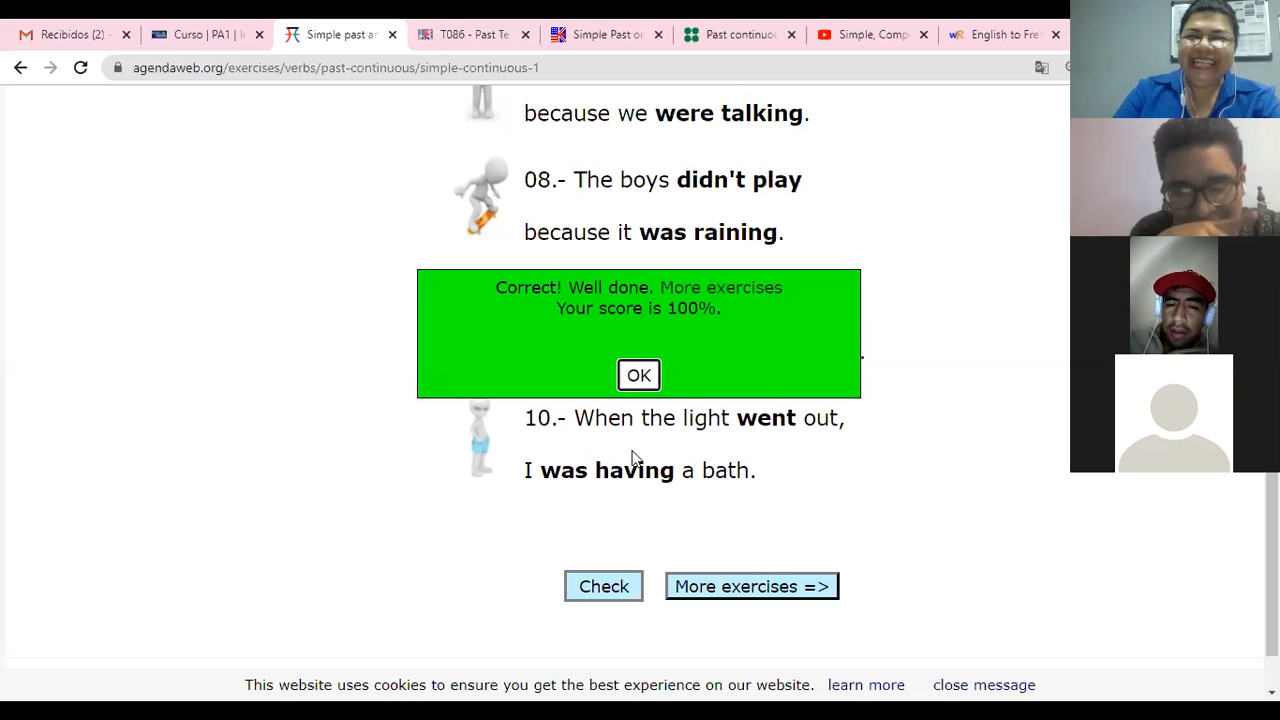 Recibidos (2) -
Curso | PA1 | I
Simple past ar
T086 - Past Te
Simple Past or
Past continuou
Simple, Comp
English to Fre
agendaweb.org/exercises/verbs/past-continuous/simple-continuous-1
because we were talking.
08.- The boys didn't play
because it was raining.
Correct! Well done. More exercises
Your score is 100%.
OK
.
10.- When the light went out,
I was having a bath.
Check
More exercises =>
This website uses cookies to ensure you get the best experience on our website. learn more close message